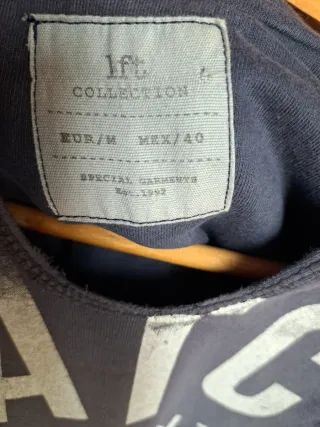 lft
COLLECTION
EUR/M MEX/40
SPECIAL GARMENTS
Est.1992